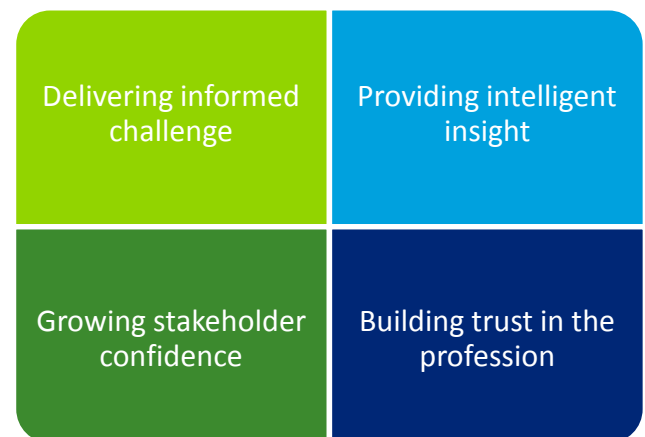 Delivering informed
challenge
Providing intelligent
insight
Growing stakeholder
confidence
Building trust in the
profession